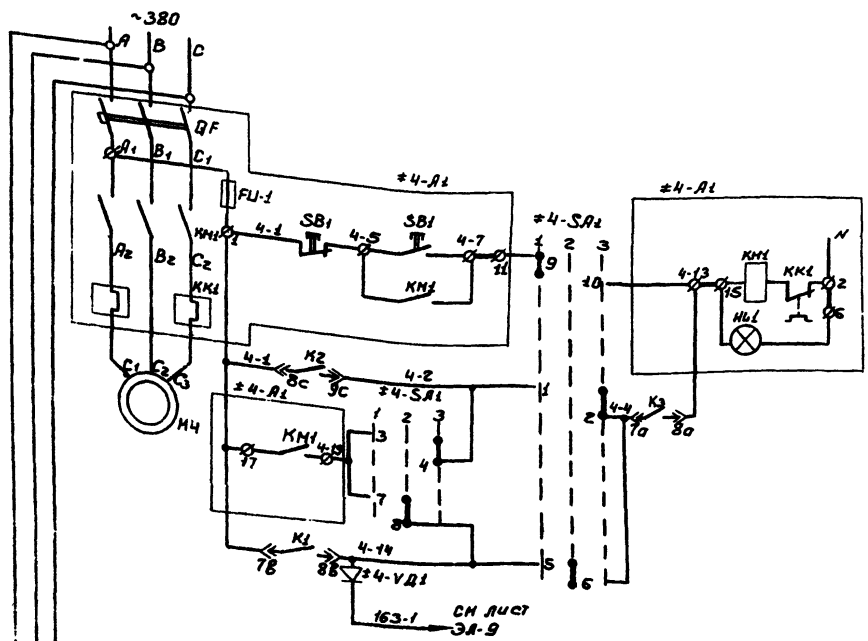 ~380
A B C
QF
A1 B1 C1
FU-1
±4-A1
SB1 SB1
4-1 4-5 4-7
1 11
KM1
KM1
A2 B2 C2
KK1
C1 C2 C3
M4
±4-SA1
1 2 3
9 10
±4-A1
N
4-13 KM1 KK1
15 2
HL1 6
4-1 K2 4-2
8c 9c
1 2 4-4 K3
7a 8a
±4-A1
±4-SA1
1 2 3
KM1 4-19
17
3 4
7 8
K1 4-14
7В 8В
5 6
±4-VД1
163-1
СМ ЛИСТ
ЭЛ-9